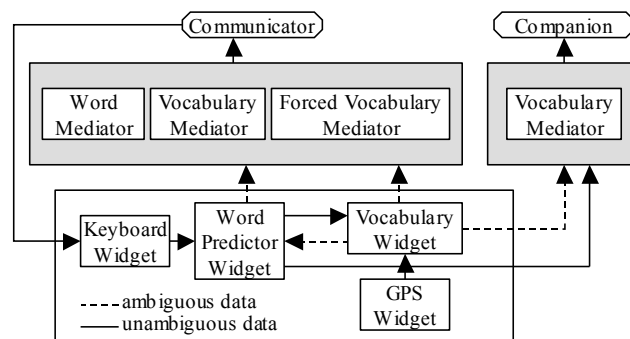 Communicator
Companion
Word
Mediator
Vocabulary
Mediator
Forced Vocabulary
Mediator
Vocabulary
Mediator
Keyboard
Widget
Word
Predictor
Widget
Vocabulary
Widget
GPS
Widget
ambiguous data
unambiguous data